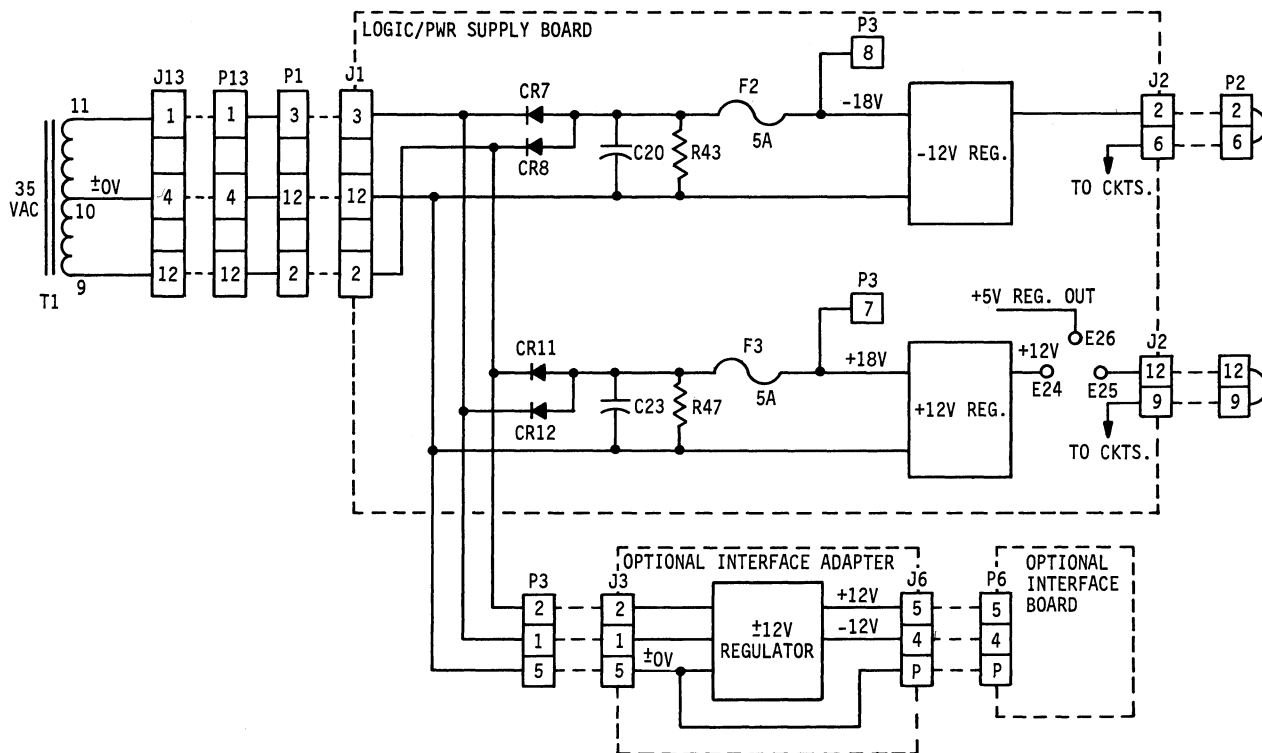 LOGIC/PWR SUPPLY BOARD
P3
8
J13 P13 P1 J1
CR7
F2
-18V
J2 P2
11
1 1 3 3
2 2
CR8
C20
R43
5A
-12V REG.
6 6
35
VAC
±0V
10
4 4 12 12
TO CKTS.
12 12 2 2
9
T1
P3
7
+5V REG. OUT
E26
CR11
F3
+18V
+12V
J2
E24
E25
12 12
C23
R47
5A
+12V REG.
9 9
CR12
TO CKTS.
OPTIONAL INTERFACE ADAPTER
OPTIONAL
INTERFACE
BOARD
P3 J3
J6 P6
2 2
+12V
5 5
1 1
±12V
REGULATOR
-12V
4 4
±0V
5 5
P P